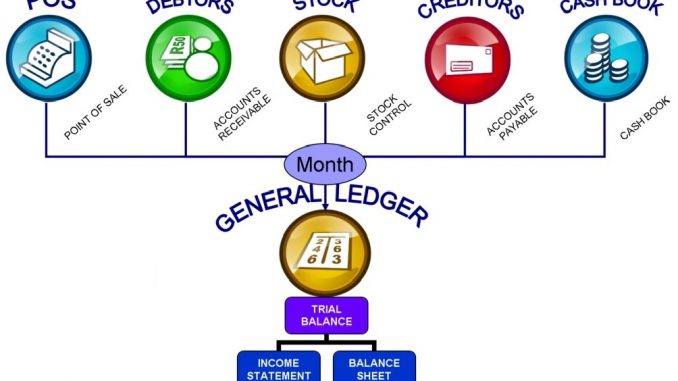 POS
DEBTORS
STOCK
CREDITORS
CASH BOOK
R50
POINT OF SALE
ACCOUNTS
RECEIVABLE
STOCK
CONTROL
ACCOUNTS
PAYABLE
CASH BOOK
Month
GENERAL LEDGER
2 3
4 6
6 3
TRIAL
BALANCE
INCOME
STATEMENT
BALANCE
SHEET